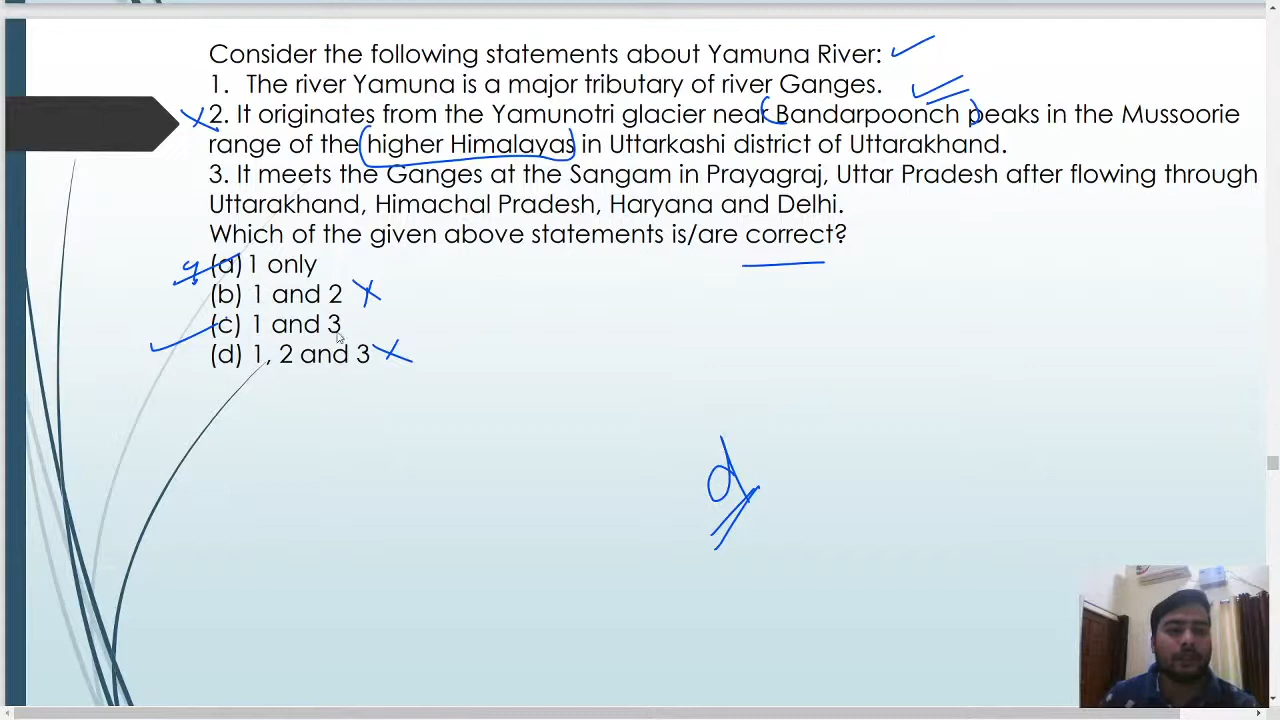 Consider the following statements about Yamuna River:
1. The river Yamuna is a major tributary of river Ganges.
2. It originates from the Yamunotri glacier near Bandarpoonch peaks in the Mussoorie
range of the higher Himalayas in Uttarkashi district of Uttarakhand.
3. It meets the Ganges at the Sangam in Prayagraj, Uttar Pradesh after flowing through
Uttarakhand, Himachal Pradesh, Haryana and Delhi.
Which of the given above statements is/are correct?
(a) 1 only
(b) 1 and 2
(c) 1 and 3
(d) 1, 2 and 3
d